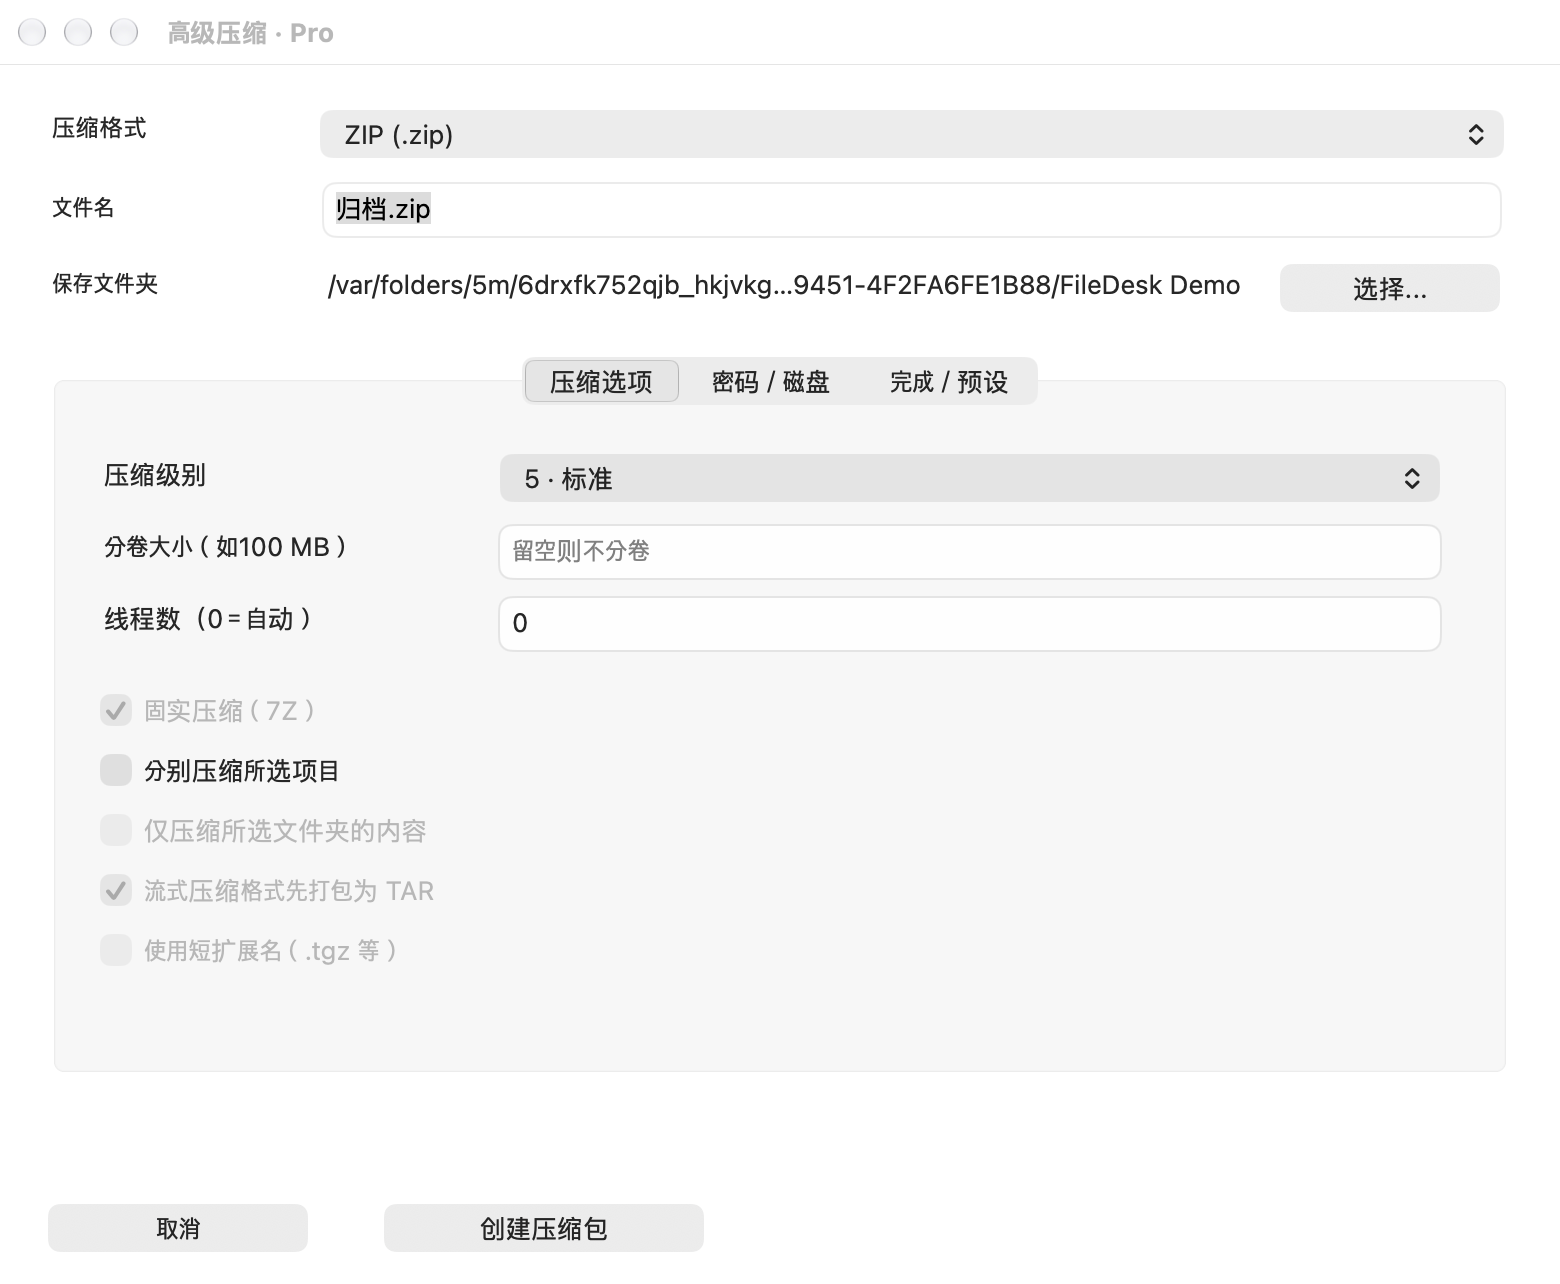 高级压缩 · Pro
压缩格式
ZIP (.zip)
文件名
归档.zip
保存文件夹
/var/folders/5m/6drxfk752qjb_hkjvkg...9451-4F2FA6FE1B88/FileDesk Demo
选择...
压缩选项
密码 / 磁盘
完成 / 预设
压缩级别
5 · 标准
分卷大小（如100 MB）
留空则不分卷
线程数（0 = 自动）
0
固实压缩（7Z）
分别压缩所选项目
仅压缩所选文件夹的内容
流式压缩格式先打包为 TAR
使用短扩展名（.tgz 等）
取消
创建压缩包